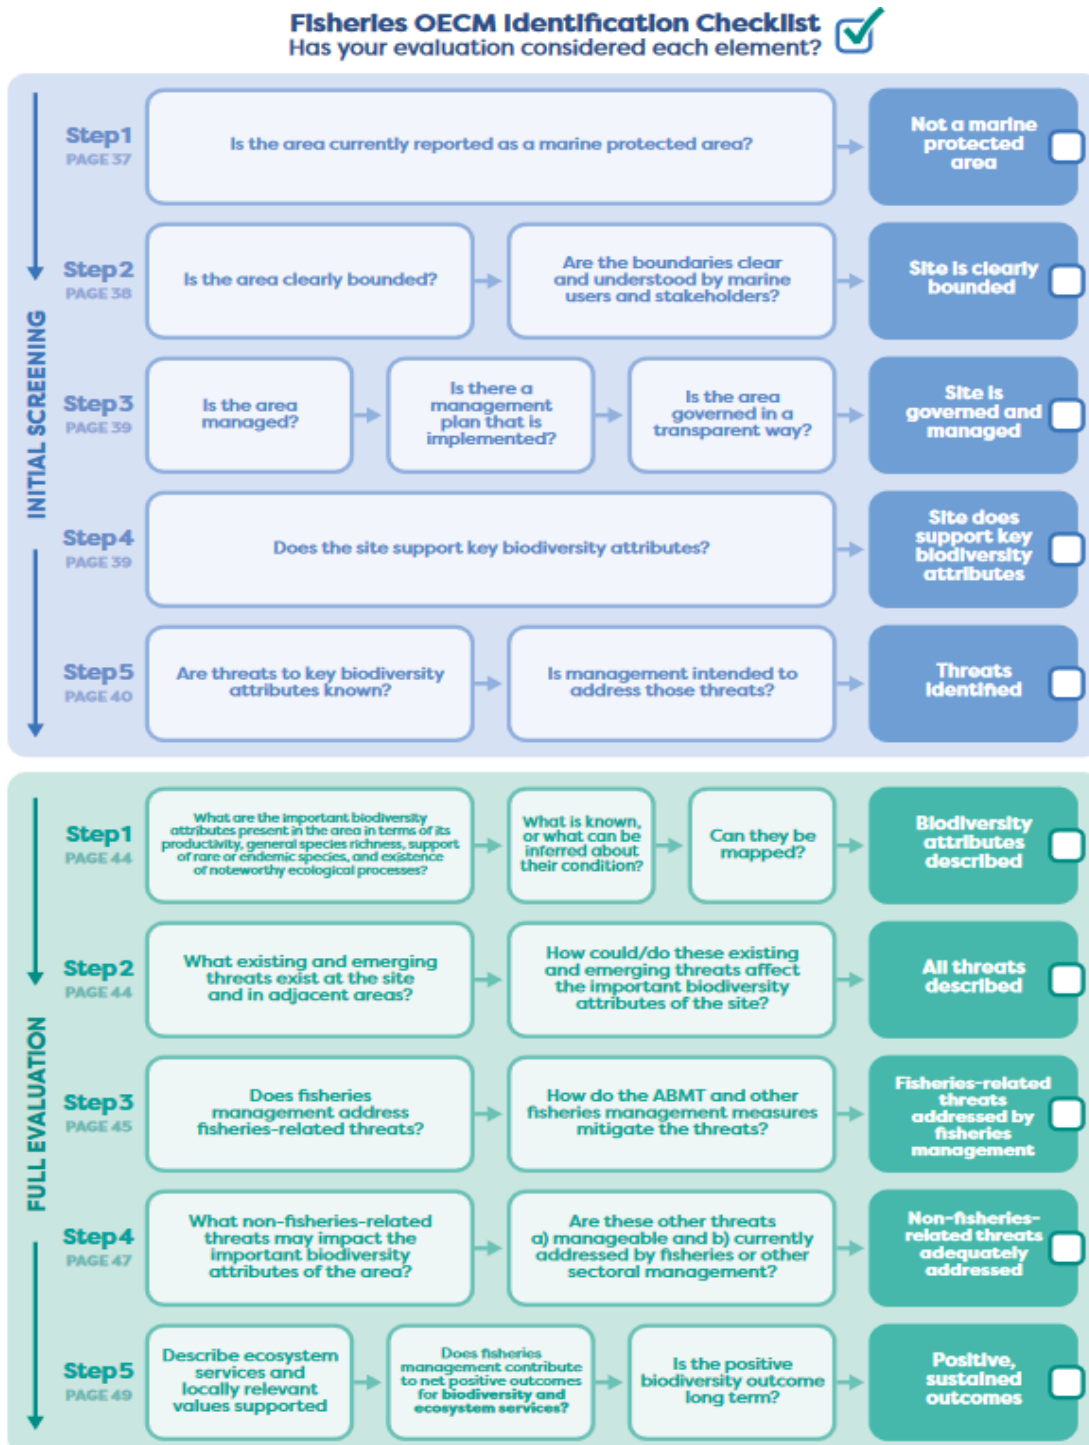 Fisheries OECM Identification Checklist
Has your evaluation considered each element?
INITIAL SCREENING
Step1
PAGE 37
Is the area currently reported as a marine protected area?
Not a marine
protected
area
Step2
PAGE 38
Is the area clearly bounded?
Are the boundaries clear
and understood by marine
users and stakeholders?
Site is clearly
bounded
Step3
PAGE 39
Is the area
managed?
Is there a
management
plan that is
implemented?
Is the area
governed in a
transparent way?
Site is
governed and
managed
Step4
PAGE 39
Does the site support key biodiversity attributes?
Site does
support key
biodiversity
attributes
Step5
PAGE 40
Are threats to key biodiversity
attributes known?
Is management intended to
address those threats?
Threats
identified
FULL EVALUATION
Step1
PAGE 44
What are the important biodiversity
attributes present in the area in terms of its
productivity, general species richness, support
of rare or endemic species, and existence
of noteworthy ecological processes?
What is known,
or what can be
inferred about
their condition?
Can they be
mapped?
Biodiversity
attributes
described
Step2
PAGE 44
What existing and emerging
threats exist at the site
and in adjacent areas?
How could/do these existing
and emerging threats affect
the important biodiversity
attributes of the site?
All threats
described
Step3
PAGE 45
Does fisheries
management address
fisheries-related threats?
How do the ABMT and other
fisheries management measures
mitigate the threats?
Fisheries-related
threats
addressed by
fisheries
management
Step4
PAGE 47
What non-fisheries-related
threats may impact the
important biodiversity
attributes of the area?
Are these other threats
a) manageable and b) currently
addressed by fisheries or other
sectoral management?
Non-fisheries-
related threats
adequately
addressed
Step5
PAGE 49
Describe ecosystem
services and
locally relevant
values supported
Does fisheries
management contribute
to net positive outcomes
for biodiversity and
ecosystem services?
Is the positive
biodiversity outcome
long term?
Positive,
sustained
outcomes